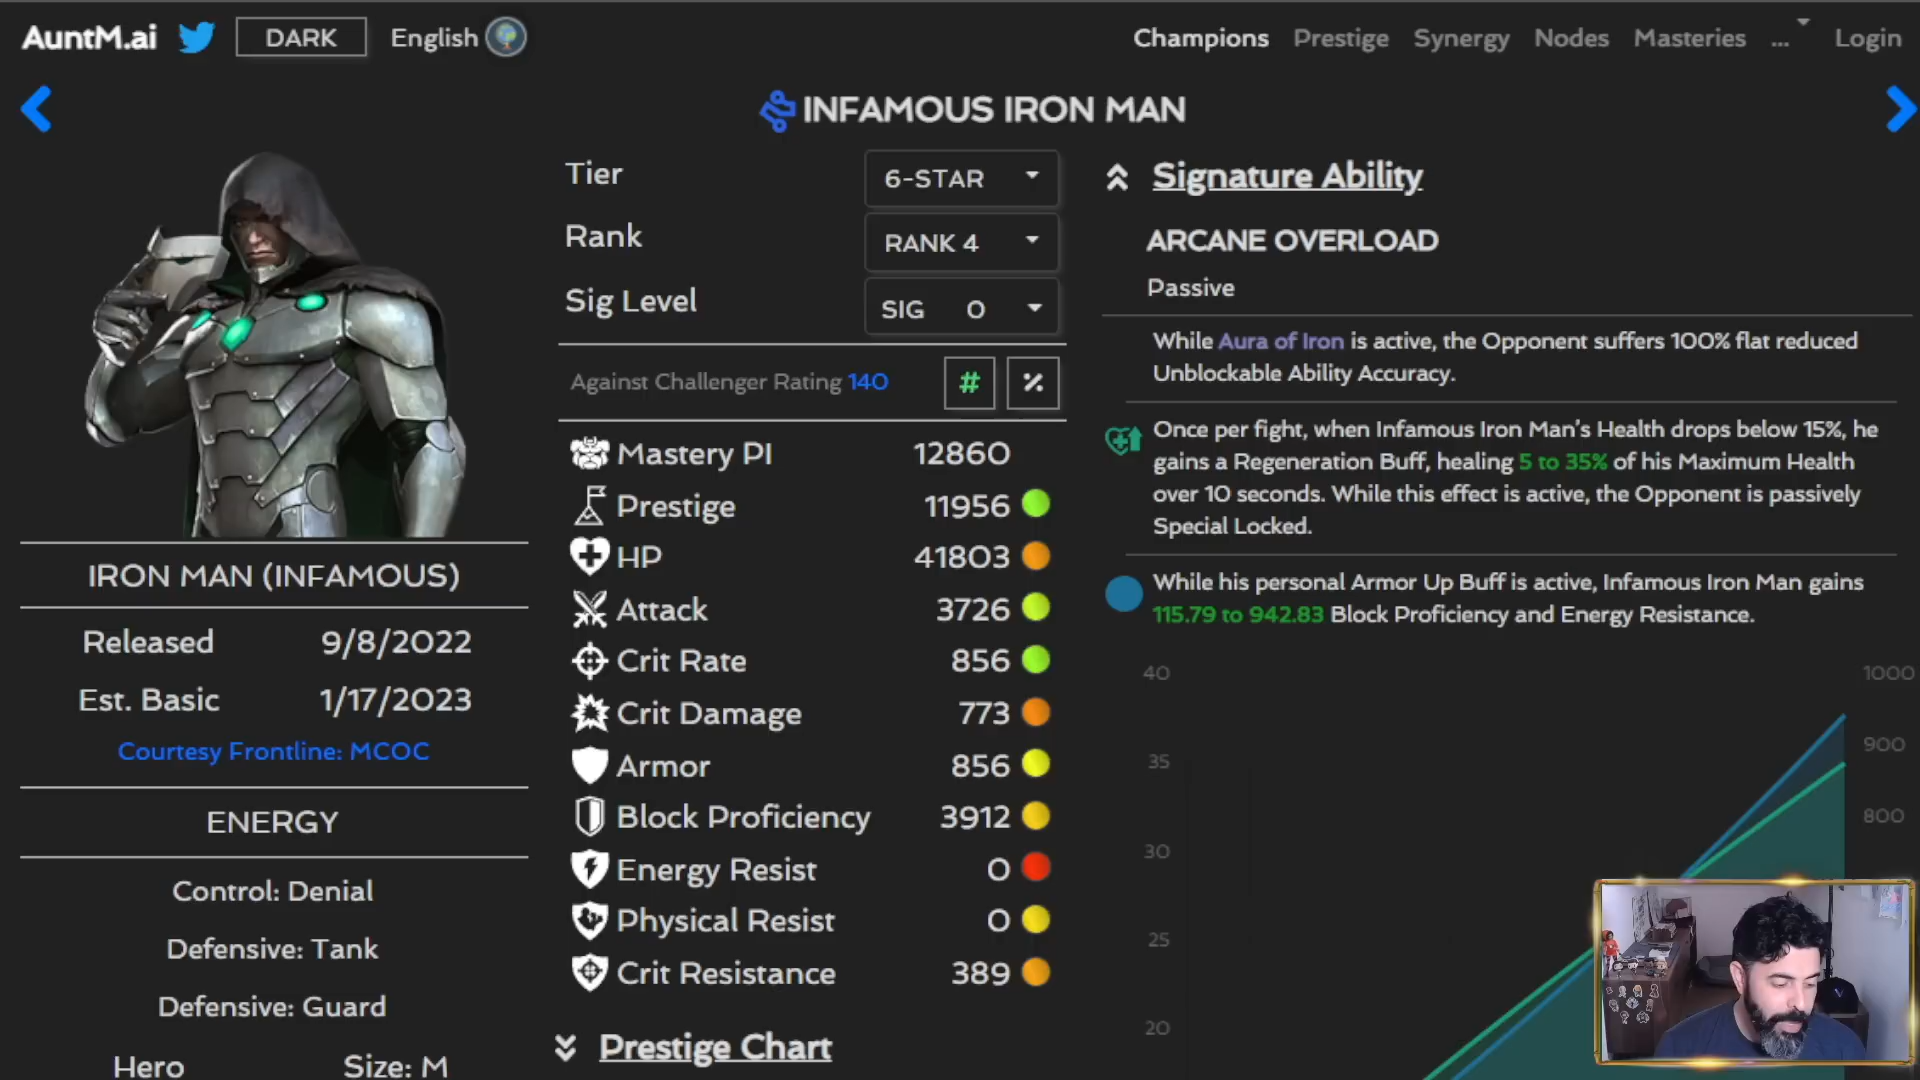 AuntM.ai
DARK
English
Champions
Prestige
Synergy
Nodes
Masteries
...
Login
INFAMOUS IRON MAN
IRON MAN (INFAMOUS)
Released 9/8/2022
Est. Basic 1/17/2023
Courtesy Frontline: MCOC
ENERGY
Control: Denial
Defensive: Tank
Defensive: Guard
Hero Size: M
Tier 6-STAR
Rank RANK 4
Sig Level SIG 0
Against Challenger Rating 140 # %
Mastery PI 12860
Prestige 11956
HP 41803
Attack 3726
Crit Rate 856
Crit Damage 773
Armor 856
Block Proficiency 3912
Energy Resist 0
Physical Resist 0
Crit Resistance 389
Prestige Chart
Signature Ability
ARCANE OVERLOAD
Passive
While Aura of Iron is active, the Opponent suffers 100% flat reduced
Unblockable Ability Accuracy.
Once per fight, when Infamous Iron Man's Health drops below 15%, he
gains a Regeneration Buff, healing 5 to 35% of his Maximum Health
over 10 seconds. While this effect is active, the Opponent is passively
Special Locked.
While his personal Armor Up Buff is active, Infamous Iron Man gains
115.79 to 942.83 Block Proficiency and Energy Resistance.
40 1000
35 900
30 800
25
20